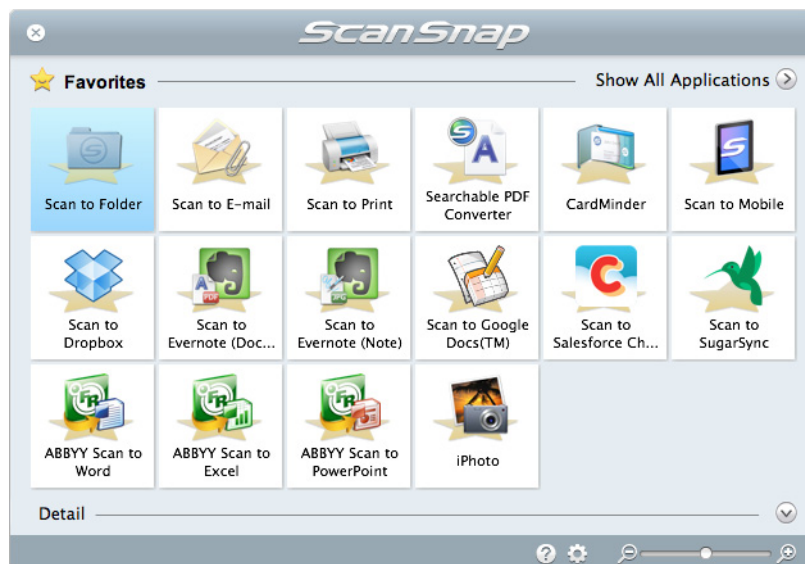 ScanSnap
Favorites
Show All Applications
Scan to Folder
Scan to E-mail
Scan to Print
Searchable PDF
Converter
CardMinder
Scan to Mobile
Scan to
Dropbox
Scan to
Evernote (Doc...
Scan to
Evernote (Note)
Scan to Google
Docs(TM)
Scan to
Salesforce Ch...
Scan to
SugarSync
ABBYY Scan to
Word
ABBYY Scan to
Excel
ABBYY Scan to
PowerPoint
iPhoto
Detail